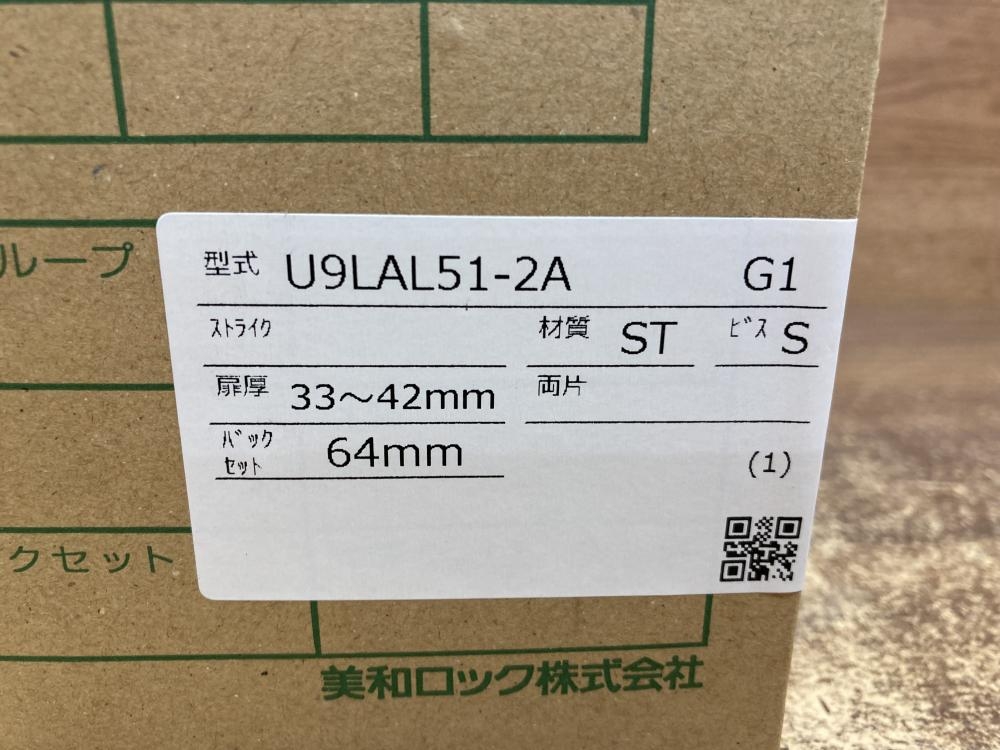 ループ
型式 U9LAL51-2A G1
ｽﾄﾗｲｸ 材質 ST ﾋﾞｽ S
扉厚 33～42mm 両片
ﾊﾞｯｸ
ｾｯﾄ 64mm (1)
クセット
美和ロック株式会社